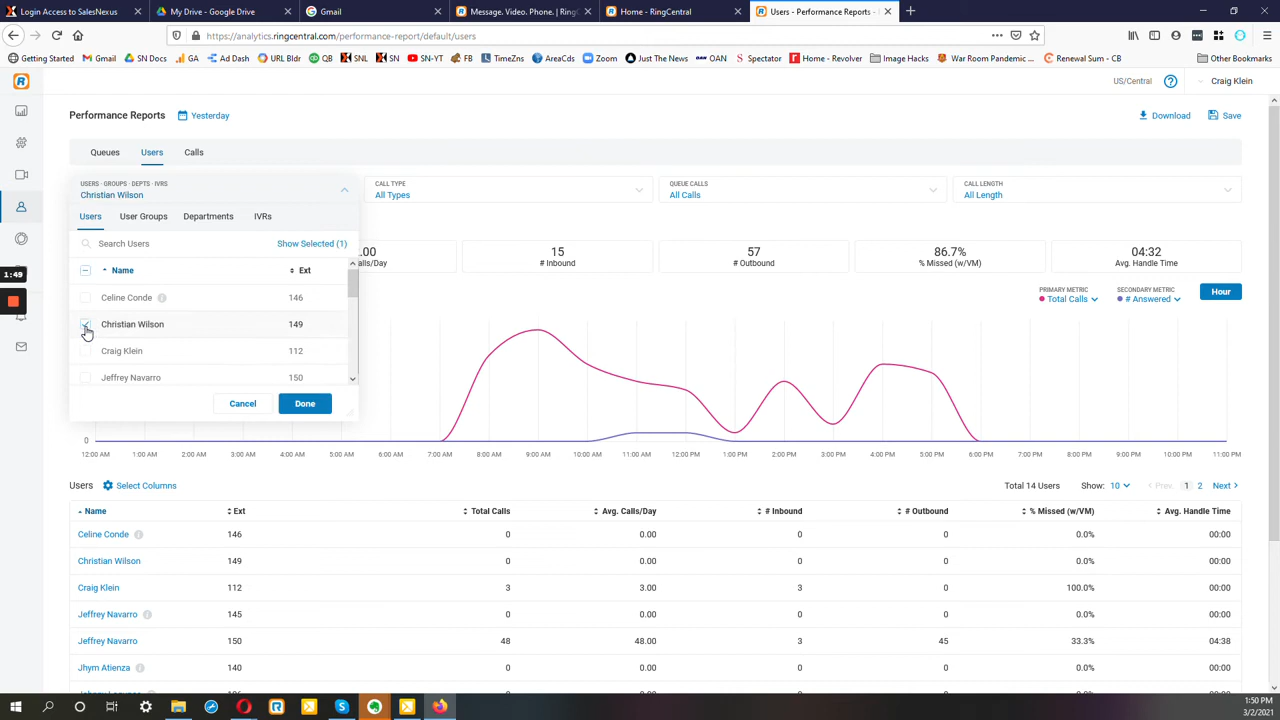 Login Access to SalesNexus
My Drive - Google Drive
Gmail
Message. Video. Phone. | Ring
Home - RingCentral
Users - Performance Reports -
https://analytics.ringcentral.com/performance-report/default/users
Getting Started
Gmail
SN Docs
GA
Ad Dash
URL Bldr
QB
SNL
SN
SN-YT
FB
TimeZns
AreaCds
Zoom
Just The News
OAN
Spectator
Home - Revolver
Image Hacks
War Room Pandemic ...
Renewal Sum - CB
Other Bookmarks
US/Central
Craig Klein
Performance Reports
Yesterday
Download
Save
Queues
Users
Calls
USERS · GROUPS · DEPTS · IVRS
Christian Wilson
CALL TYPE
All Types
QUEUE CALLS
All Calls
CALL LENGTH
All Length
Users
User Groups
Departments
IVRs
Search Users
Show Selected (1)
Name
Ext
Celine Conde 146
Christian Wilson 149
Craig Klein 112
Jeffrey Navarro 150
Cancel
Done
.00
alls/Day
15
# Inbound
57
# Outbound
86.7%
% Missed (w/VM)
04:32
Avg. Handle Time
PRIMARY METRIC
Total Calls
SECONDARY METRIC
# Answered
Hour
1:49
0
12:00 AM 1:00 AM 2:00 AM 3:00 AM 4:00 AM 5:00 AM 6:00 AM 7:00 AM 8:00 AM 9:00 AM 10:00 AM 11:00 AM 12:00 PM 1:00 PM 2:00 PM 3:00 PM 4:00 PM 5:00 PM 6:00 PM 7:00 PM 8:00 PM 9:00 PM 10:00 PM 11:00 PM
Users
Select Columns
Total 14 Users
Show: 10
Prev.
1
2
Next
Name Ext Total Calls Avg. Calls/Day # Inbound # Outbound % Missed (w/VM) Avg. Handle Time
Celine Conde 146 0 0.00 0 0 0.0% 00:00
Christian Wilson 149 0 0.00 0 0 0.0% 00:00
Craig Klein 112 3 3.00 3 0 100.0% 00:00
Jeffrey Navarro 145 0 0.00 0 0 0.0% 00:00
Jeffrey Navarro 150 48 48.00 3 45 33.3% 04:38
Jhym Atienza 140 0 0.00 0 0 0.0% 00:00
1:50 PM
3/2/2021